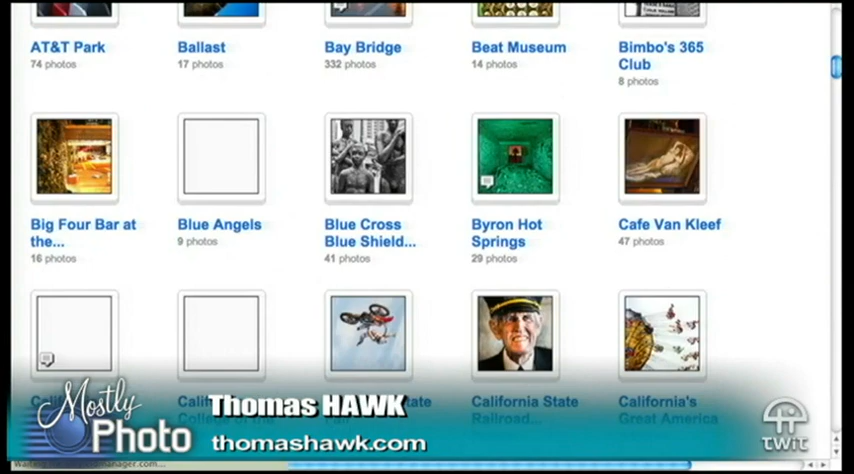 AT&T Park
74 photos
Ballast
17 photos
Bay Bridge
332 photos
Beat Museum
14 photos
Bimbo's 365
Club
8 photos
Big Four Bar at
the...
16 photos
Blue Angels
9 photos
Blue Cross
Blue Shield...
41 photos
Byron Hot
Springs
29 photos
Cafe Van Kleef
47 photos
California State
Railroad...
California's
Great America
Mostly
Photo
Thomas HAWK
thomashawk.com
TWiT